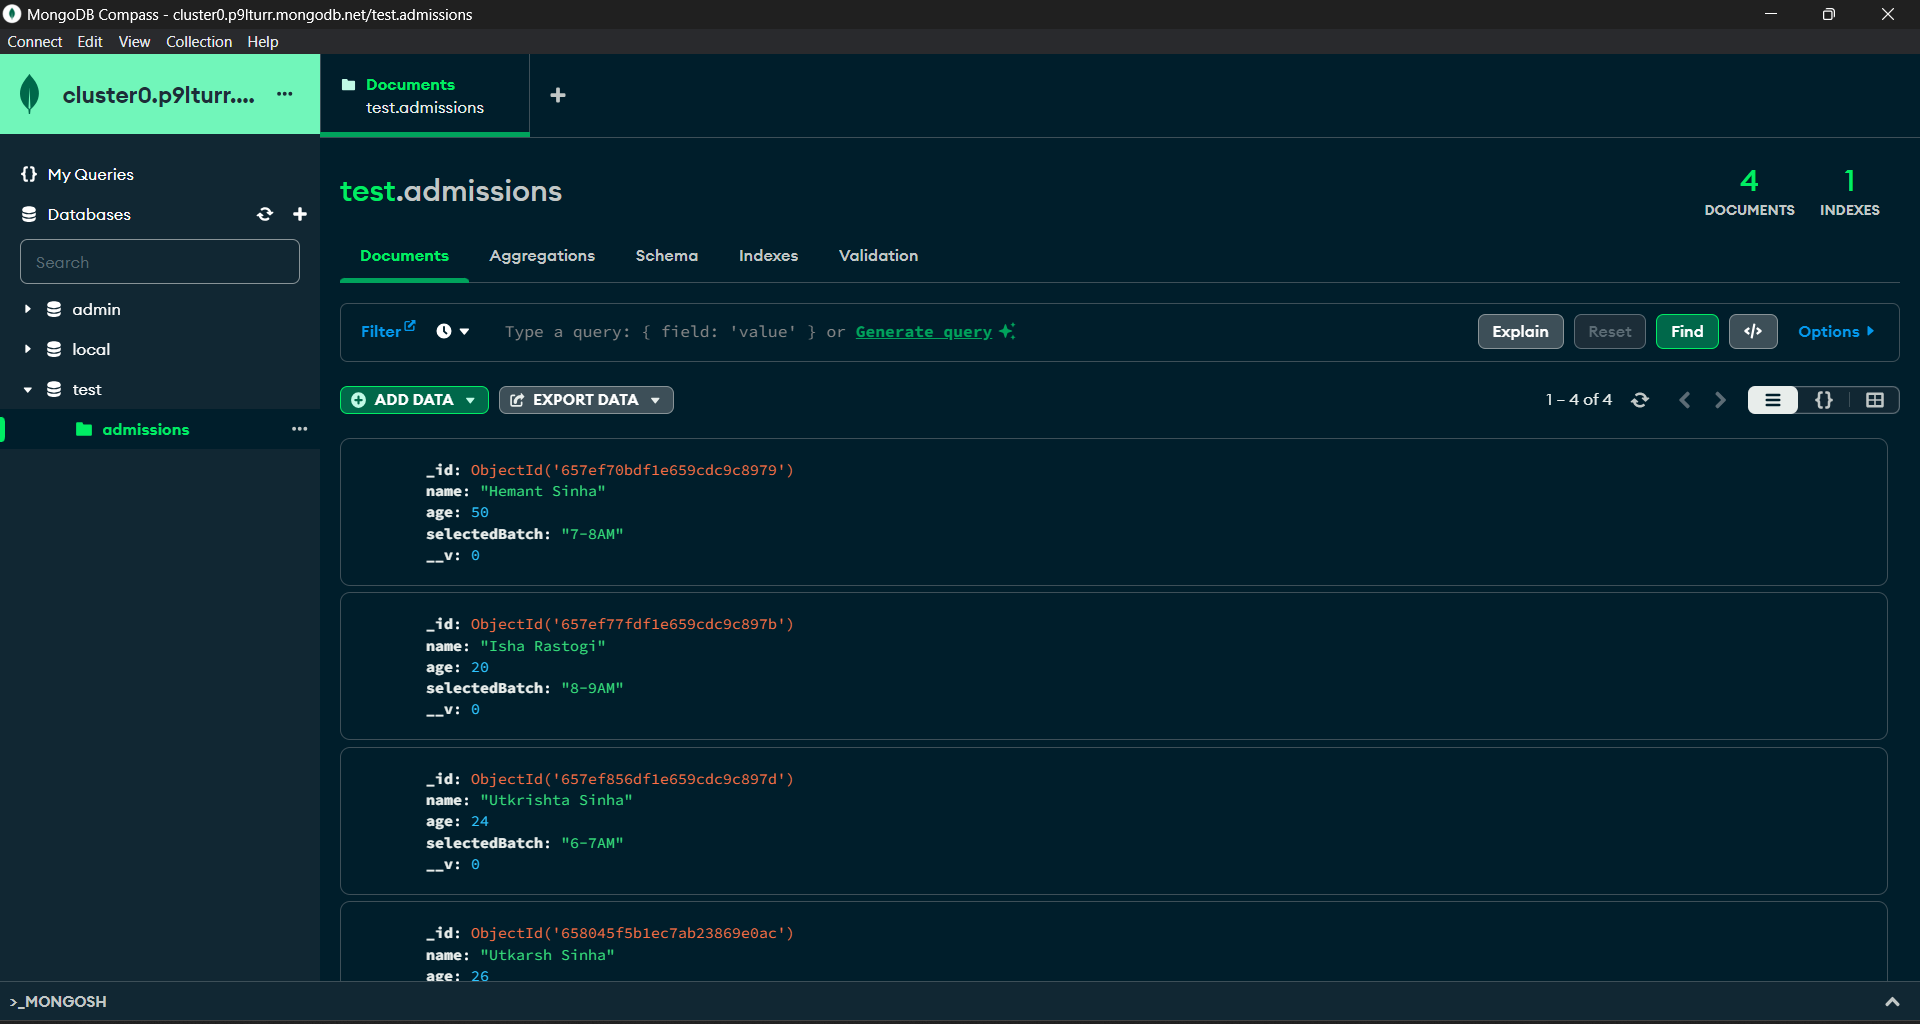 MongoDB Compass - cluster0.p9lturr.mongodb.net/test.admissions
Connect Edit View Collection Help
cluster0.p9lturr.... ...
Documents
test.admissions
+
{} My Queries
Databases
Search
admin
local
test
admissions ...
test.admissions
4
DOCUMENTS
1
INDEXES
Documents Aggregations Schema Indexes Validation
Filter Type a query: { field: 'value' } or Generate query Explain Reset Find </> Options
ADD DATA EXPORT DATA 1 – 4 of 4 {}
_id: ObjectId('657ef70bdf1e659cdc9c8979')
name: "Hemant Sinha"
age: 50
selectedBatch: "7-8AM"
__v: 0
_id: ObjectId('657ef77fdf1e659cdc9c897b')
name: "Isha Rastogi"
age: 20
selectedBatch: "8-9AM"
__v: 0
_id: ObjectId('657ef856df1e659cdc9c897d')
name: "Utkrishta Sinha"
age: 24
selectedBatch: "6-7AM"
__v: 0
_id: ObjectId('658045f5b1ec7ab23869e0ac')
name: "Utkarsh Sinha"
age: 26
>_MONGOSH